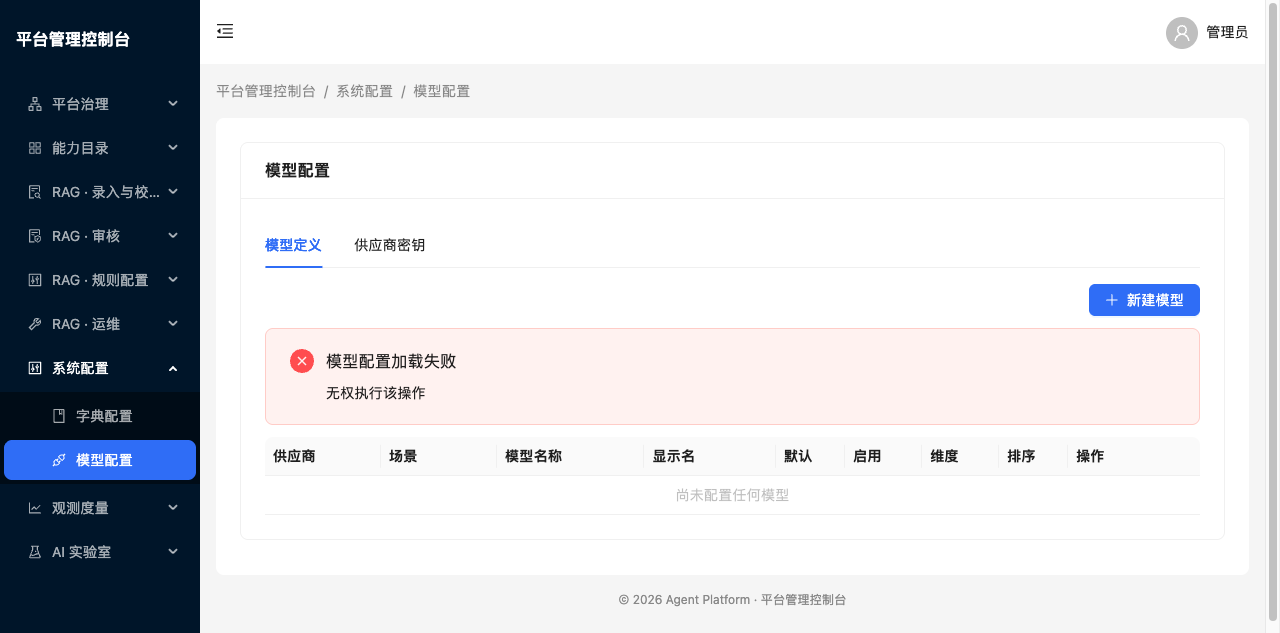 平台管理控制台
管理员
平台治理
能力目录
RAG · 录入与校...
RAG · 审核
RAG · 规则配置
RAG · 运维
系统配置
字典配置
模型配置
观测度量
AI 实验室
平台管理控制台 / 系统配置 / 模型配置
模型配置
模型定义 供应商密钥
新建模型
模型配置加载失败
无权执行该操作
供应商 场景 模型名称 显示名 默认 启用 维度 排序 操作
尚未配置任何模型
© 2026 Agent Platform · 平台管理控制台